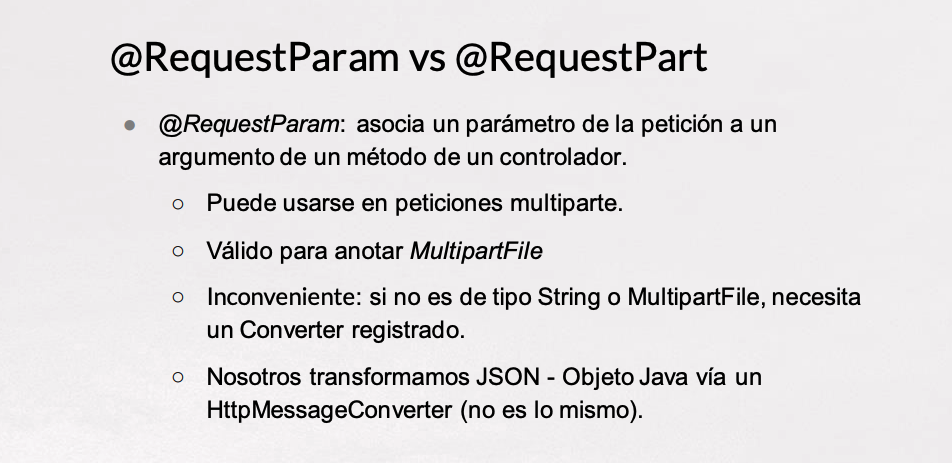 @RequestParam vs @RequestPart
● @RequestParam: asocia un parámetro de la petición a un
argumento de un método de un controlador.
○ Puede usarse en peticiones multiparte.
○ Válido para anotar MultipartFile
○ Inconveniente: si no es de tipo String o MultipartFile, necesita
un Converter registrado.
○ Nosotros transformamos JSON - Objeto Java vía un
HttpMessageConverter (no es lo mismo).